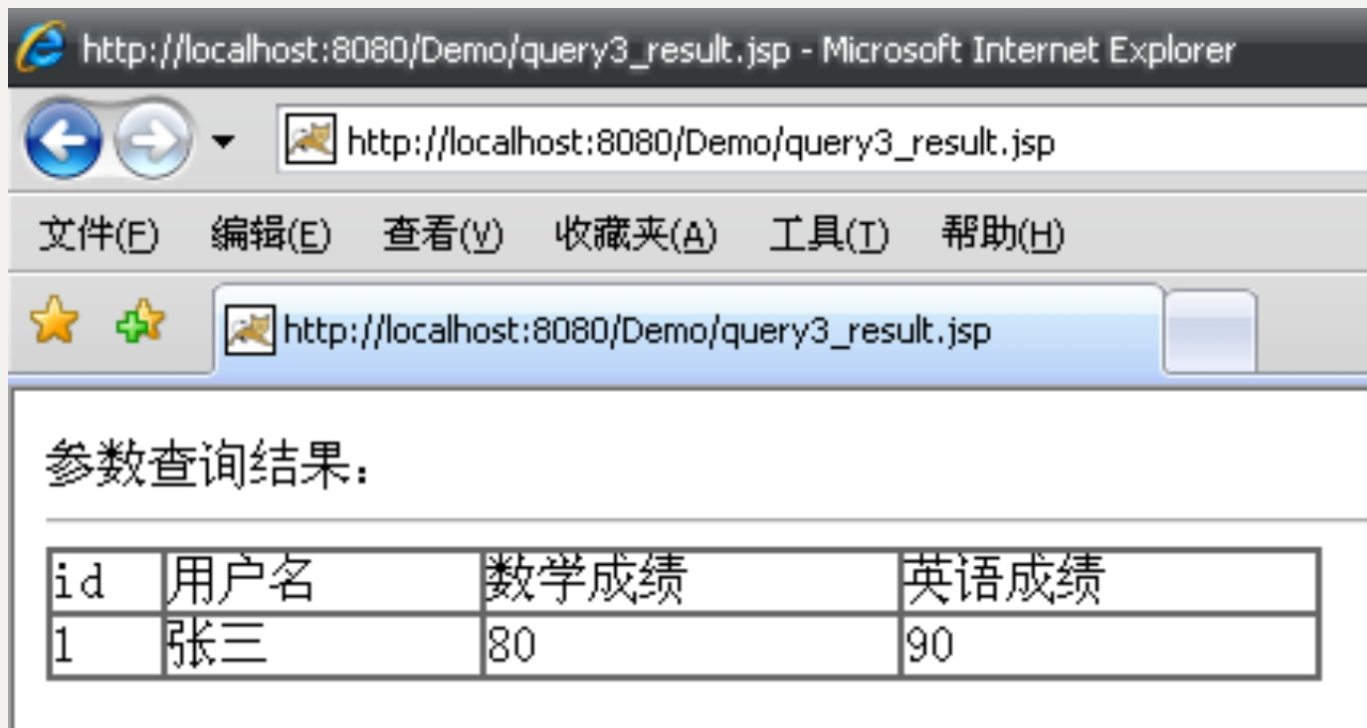 http://localhost:8080/Demo/query3_result.jsp - Microsoft Internet Explorer
http://localhost:8080/Demo/query3_result.jsp
文件(F) 编辑(E) 查看(V) 收藏夹(A) 工具(T) 帮助(H)
http://localhost:8080/Demo/query3_result.jsp
参数查询结果：
id 用户名 数学成绩 英语成绩
1 张三 80 90